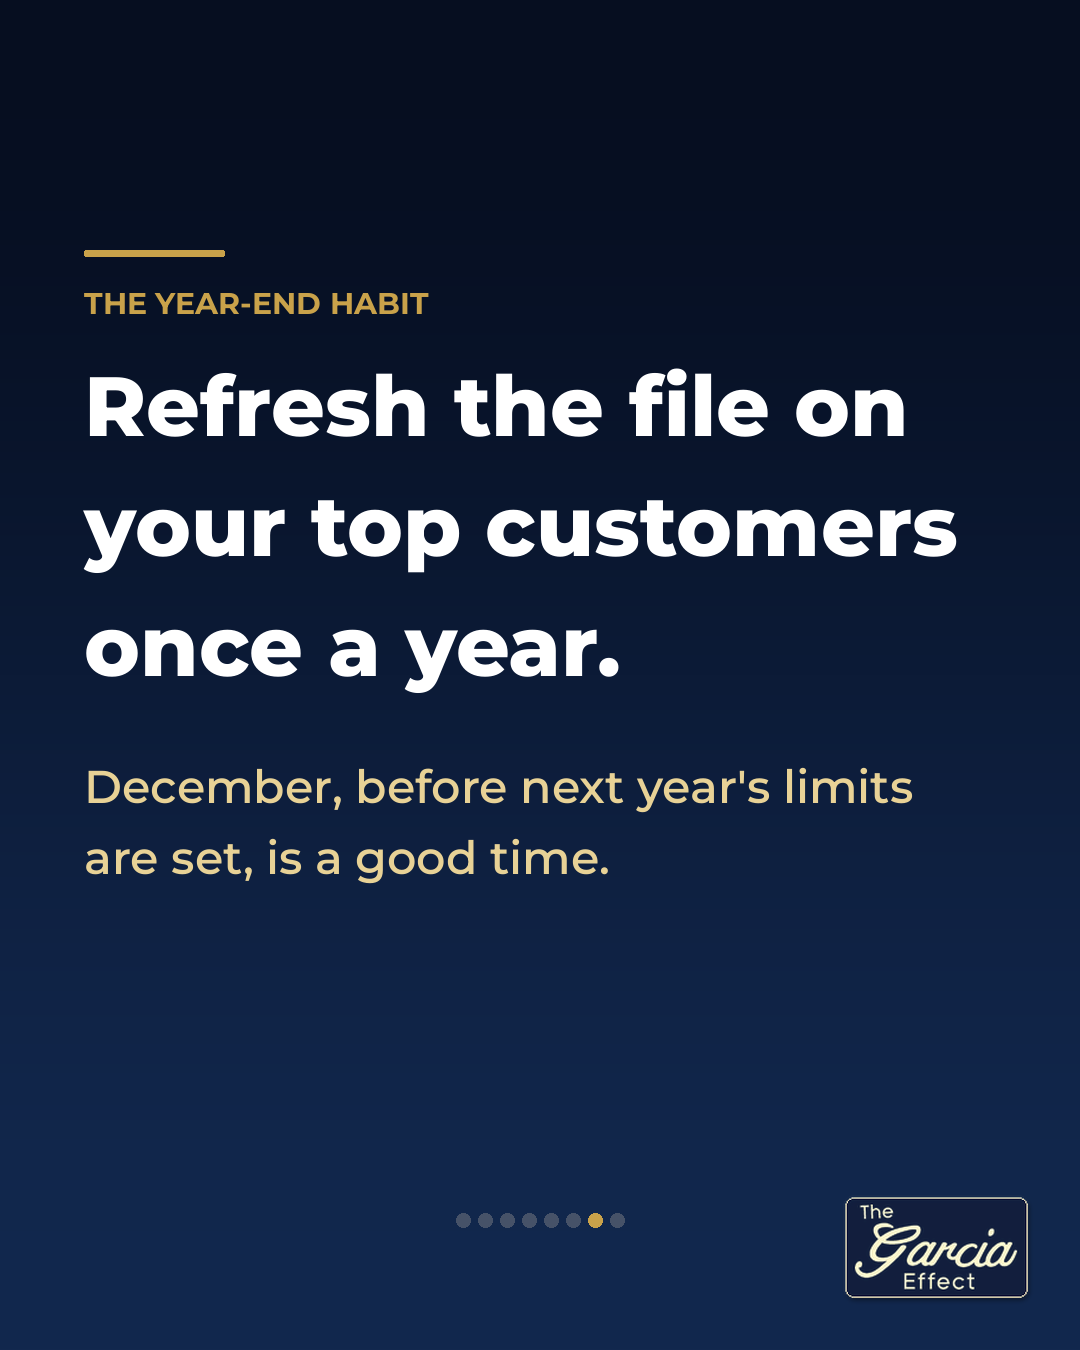 THE YEAR-END HABIT
Refresh the file on
your top customers
once a year.
December, before next year's limits
are set, is a good time.
The
Garcia
Effect